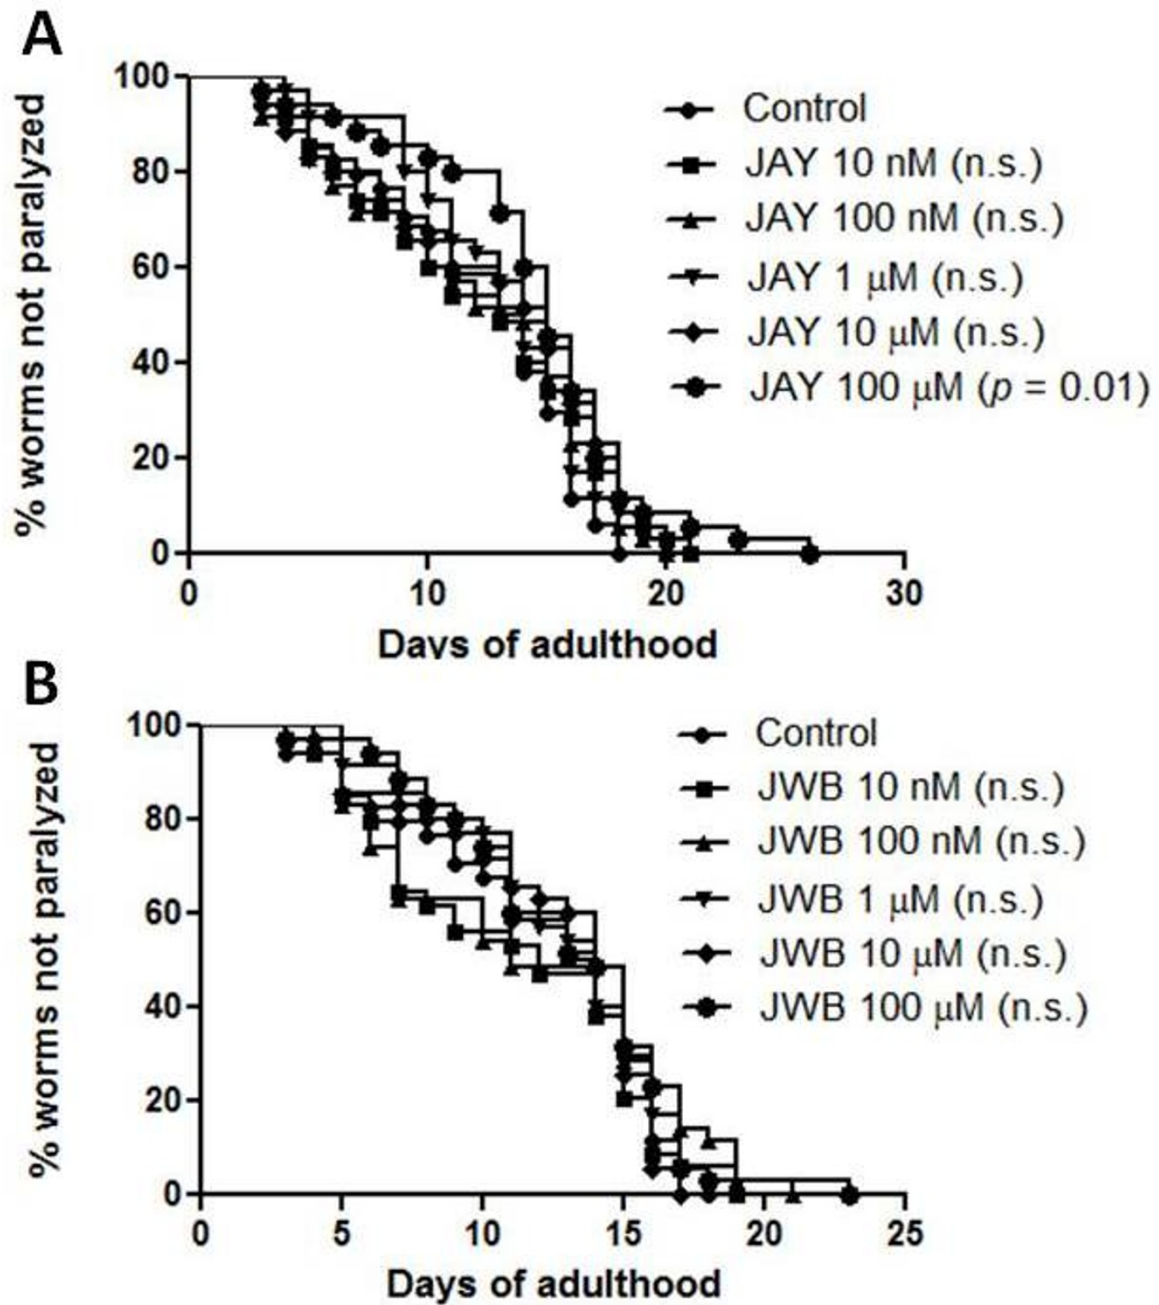 A
% worms not paralyzed
100
80
60
40
20
0
0 10 20 30
Days of adulthood
Control
JAY 10 nM (n.s.)
JAY 100 nM (n.s.)
JAY 1 μM (n.s.)
JAY 10 μM (n.s.)
JAY 100 μM (p = 0.01)
B
% worms not paralyzed
100
80
60
40
20
0
0 5 10 15 20 25
Days of adulthood
Control
JWB 10 nM (n.s.)
JWB 100 nM (n.s.)
JWB 1 μM (n.s.)
JWB 10 μM (n.s.)
JWB 100 μM (n.s.)